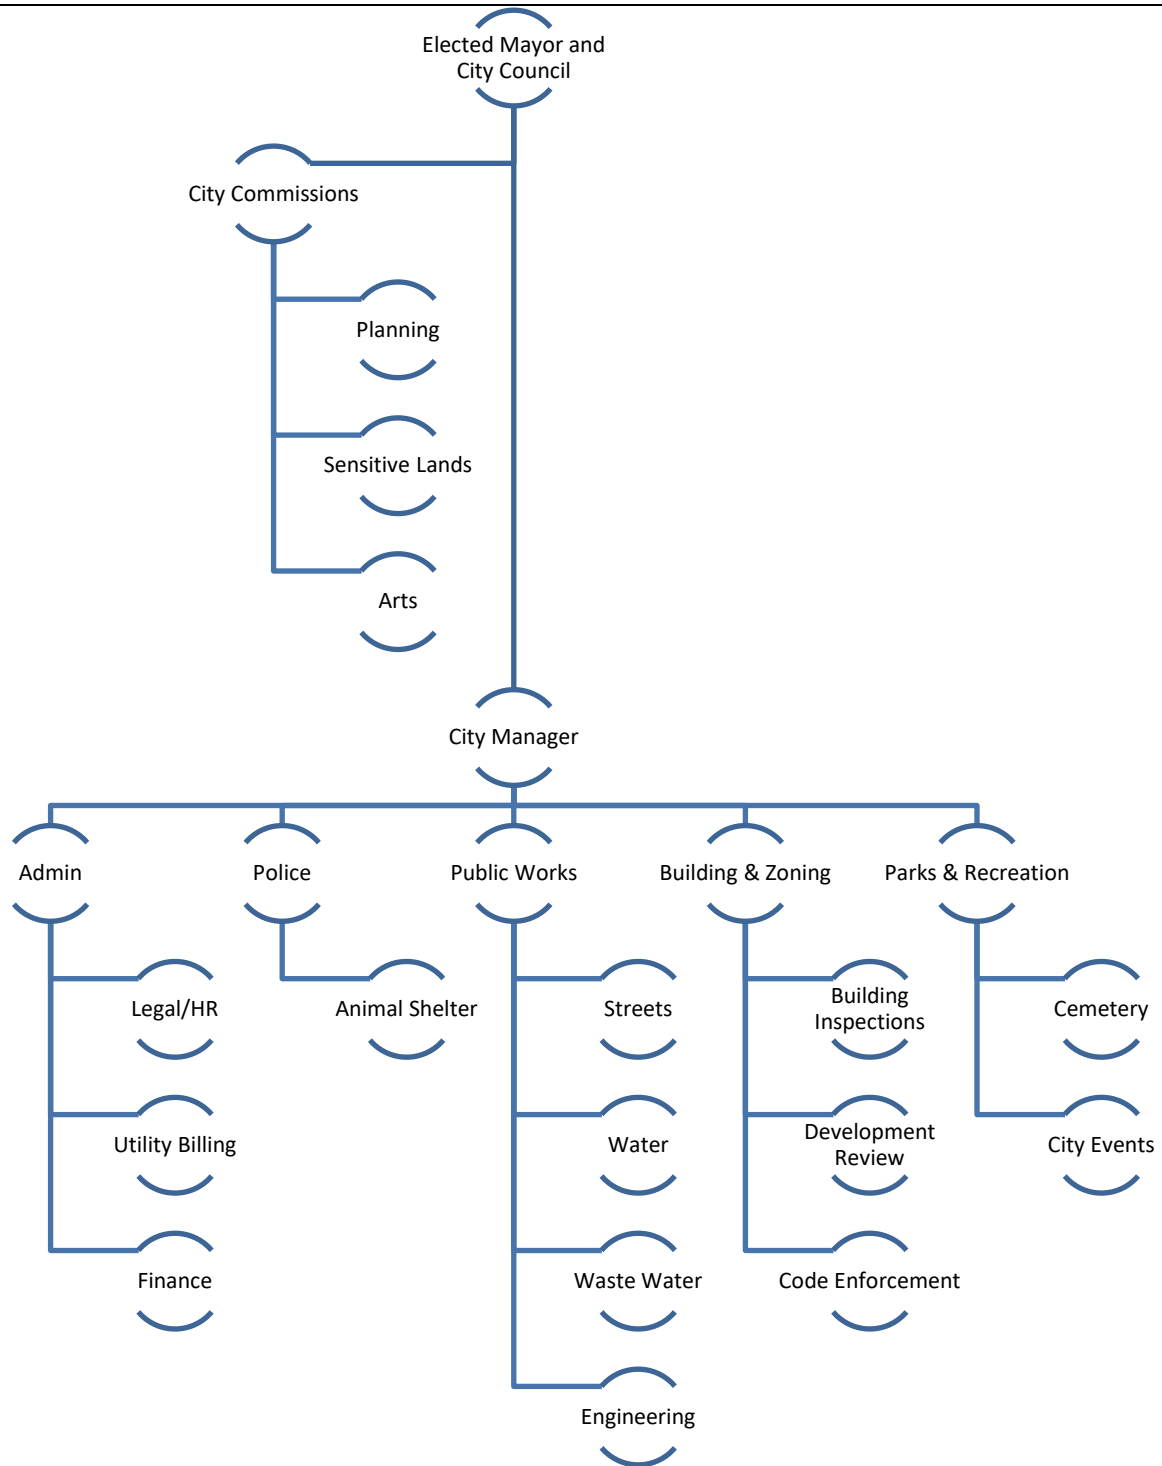 Elected Mayor and
City Council
City Commissions
Planning
Sensitive Lands
Arts
City Manager
Admin
Police
Public Works
Building & Zoning
Parks & Recreation
Legal/HR
Animal Shelter
Streets
Building
Inspections
Cemetery
Utility Billing
Water
Development
Review
City Events
Finance
Waste Water
Code Enforcement
Engineering